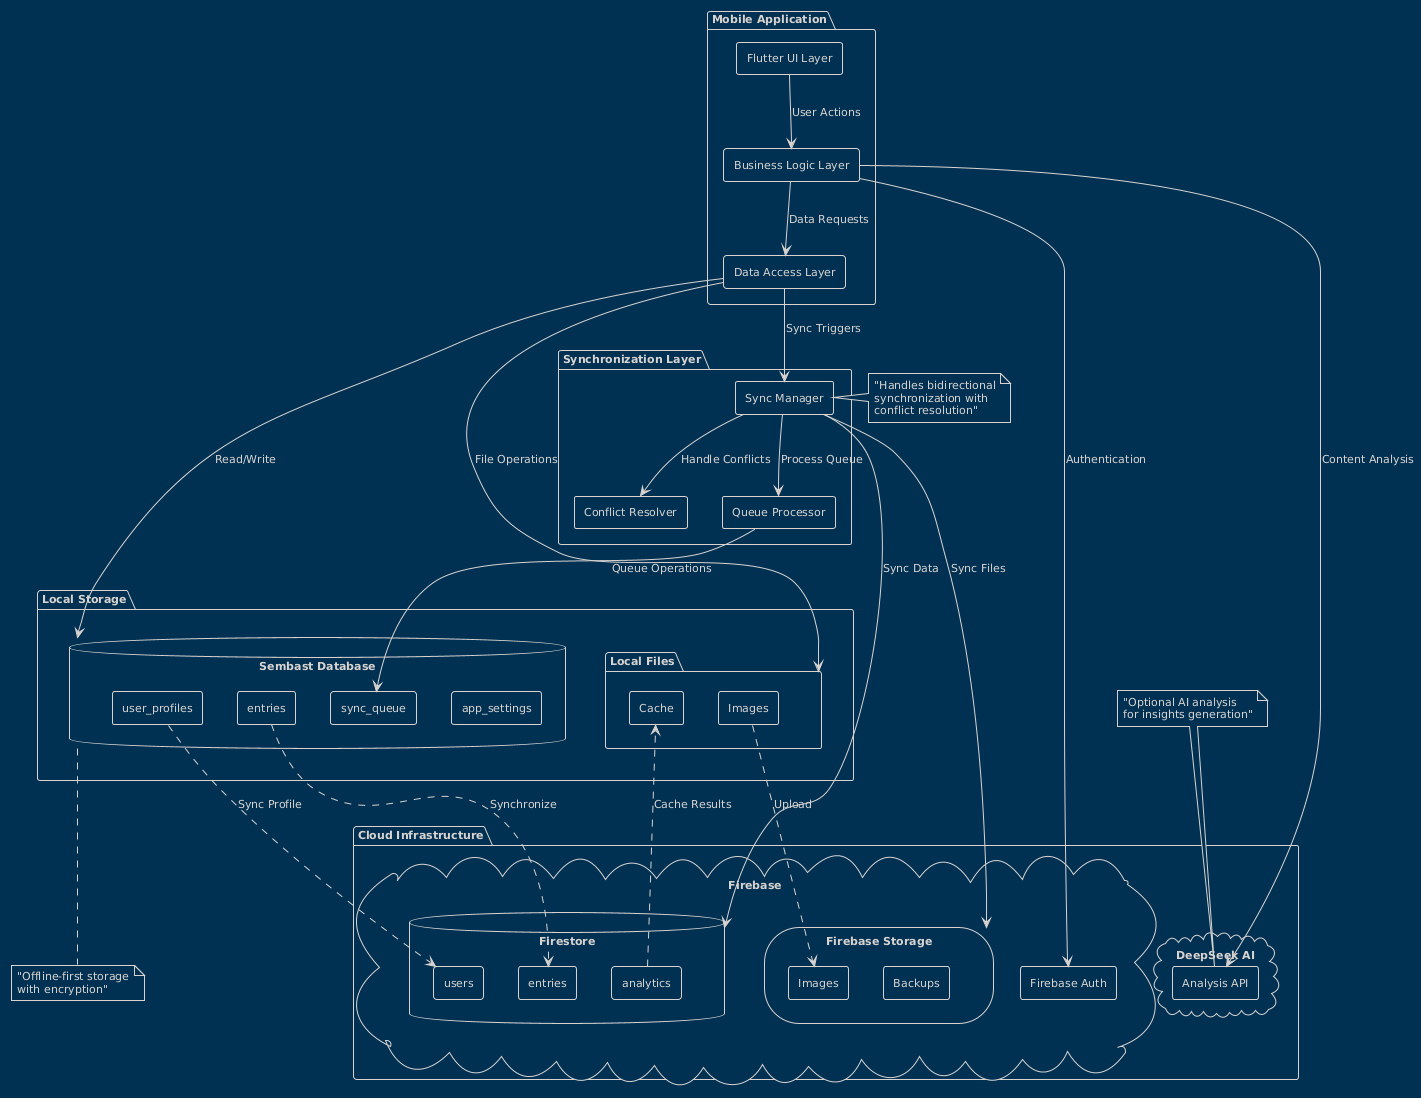 Mobile Application
Flutter UI Layer
User Actions
Business Logic Layer
Data Requests
Data Access Layer
Sync Triggers
Synchronization Layer
Sync Manager
"Handles bidirectional
synchronization with
conflict resolution"
Read/Write
File Operations
Handle Conflicts
Process Queue
Authentication
Content Analysis
Conflict Resolver
Queue Processor
Queue Operations
Sync Data
Sync Files
Local Storage
Sembast Database
Local Files
user_profiles
entries
sync_queue
app_settings
Cache
Images
"Optional AI analysis
for insights generation"
Sync Profile
Synchronize
Cache Results
Upload
Cloud Infrastructure
Firebase
Firestore
Firebase Storage
DeepSeek AI
"Offline-first storage
with encryption"
users
entries
analytics
Images
Backups
Firebase Auth
Analysis API